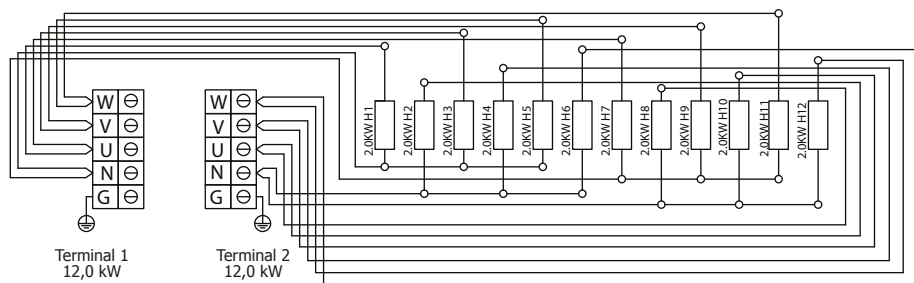 W
V
U
N
G
Terminal 1
12,0 kW
W
V
U
N
G
Terminal 2
12,0 kW
2.0KW H1
2.0KW H2
2.0KW H3
2.0KW H4
2.0KW H5
2.0KW H6
2.0KW H7
2.0KW H8
2.0KW H9
2.0KW H10
2.0KW H11
2.0KW H12